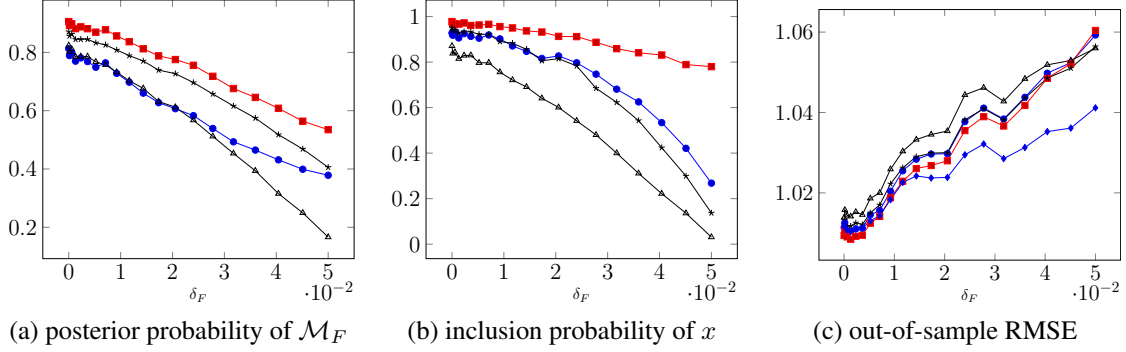 0.8
0.6
0.4
0.2
0 1 2 3 4 5
δ_F
·10⁻²
(a) posterior probability of ℳ_F
1
0.8
0.6
0.4
0.2
0
0 1 2 3 4 5
δ_F
·10⁻²
(b) inclusion probability of x
1.06
1.04
1.02
0 1 2 3 4 5
δ_F
·10⁻²
(c) out-of-sample RMSE